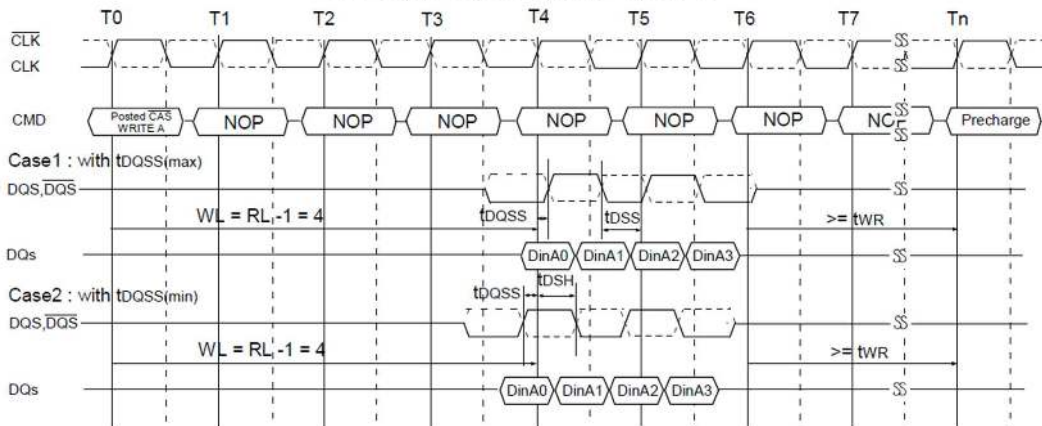 T0 T1 T2 T3 T4 T5 T6 T7 Tn
CLK
CLK
CMD Posted CAS WRITE A NOP NOP NOP NOP NOP NOP NOP Precharge
Case1 : with tDQSS(max)
DQS,DQS
tDQSS tDSS
WL = RL -1 = 4 >= tWR
DQs DinA0 DinA1 DinA2 DinA3
Case2 : with tDQSS(min) tDQSS tDSH
DQS,DQS
WL = RL -1 = 4 >= tWR
DQs DinA0 DinA1 DinA2 DinA3